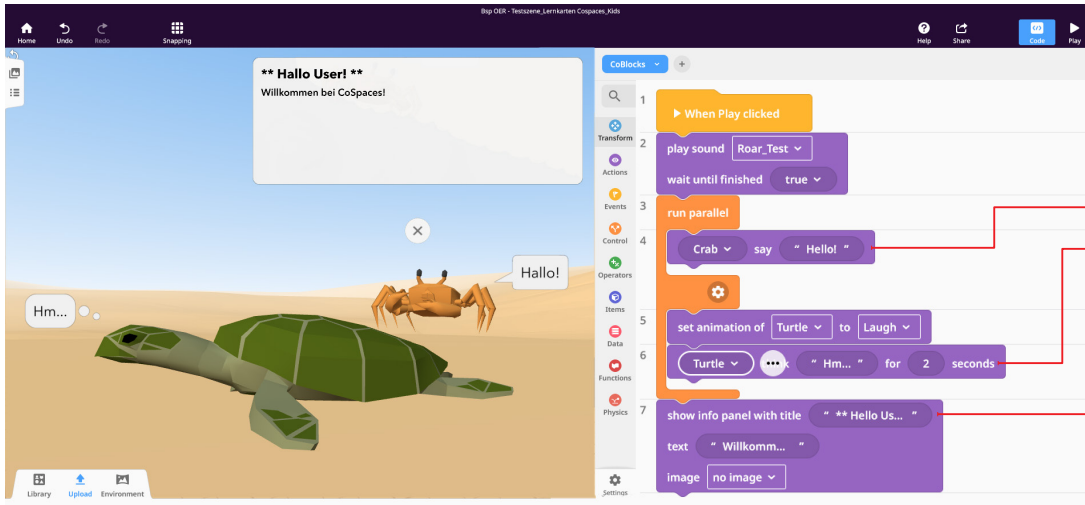 Bsp OER - Testszene_Lernkarten Cospaces_Kids
Home Undo Redo Snapping Help Share Code Play
** Hallo User! **
Willkommen bei CoSpaces!
Hallo!
Hm...
Library Upload Environment
CoBlocks
Transform
Actions
Events
Control
Operators
Items
Data
Functions
Physics
Settings
1 When Play clicked
2 play sound Roar_Test
wait until finished true
3 run parallel
4 Crab say “ Hello! “
5 set animation of Turtle to Laugh
6 Turtle ••• k “ Hm... “ for 2 seconds
7 show info panel with title “ ** Hello Us... “
text “ Willkomm... “
image no image